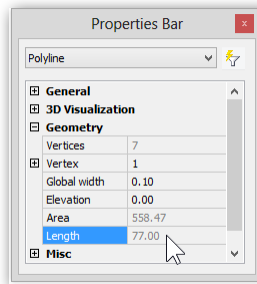 Properties Bar
x
Polyline
General
3D Visualization
Geometry
Vertices 7
Vertex 1
Global width 0.10
Elevation 0.00
Area 558.47
Length 77.00
Misc